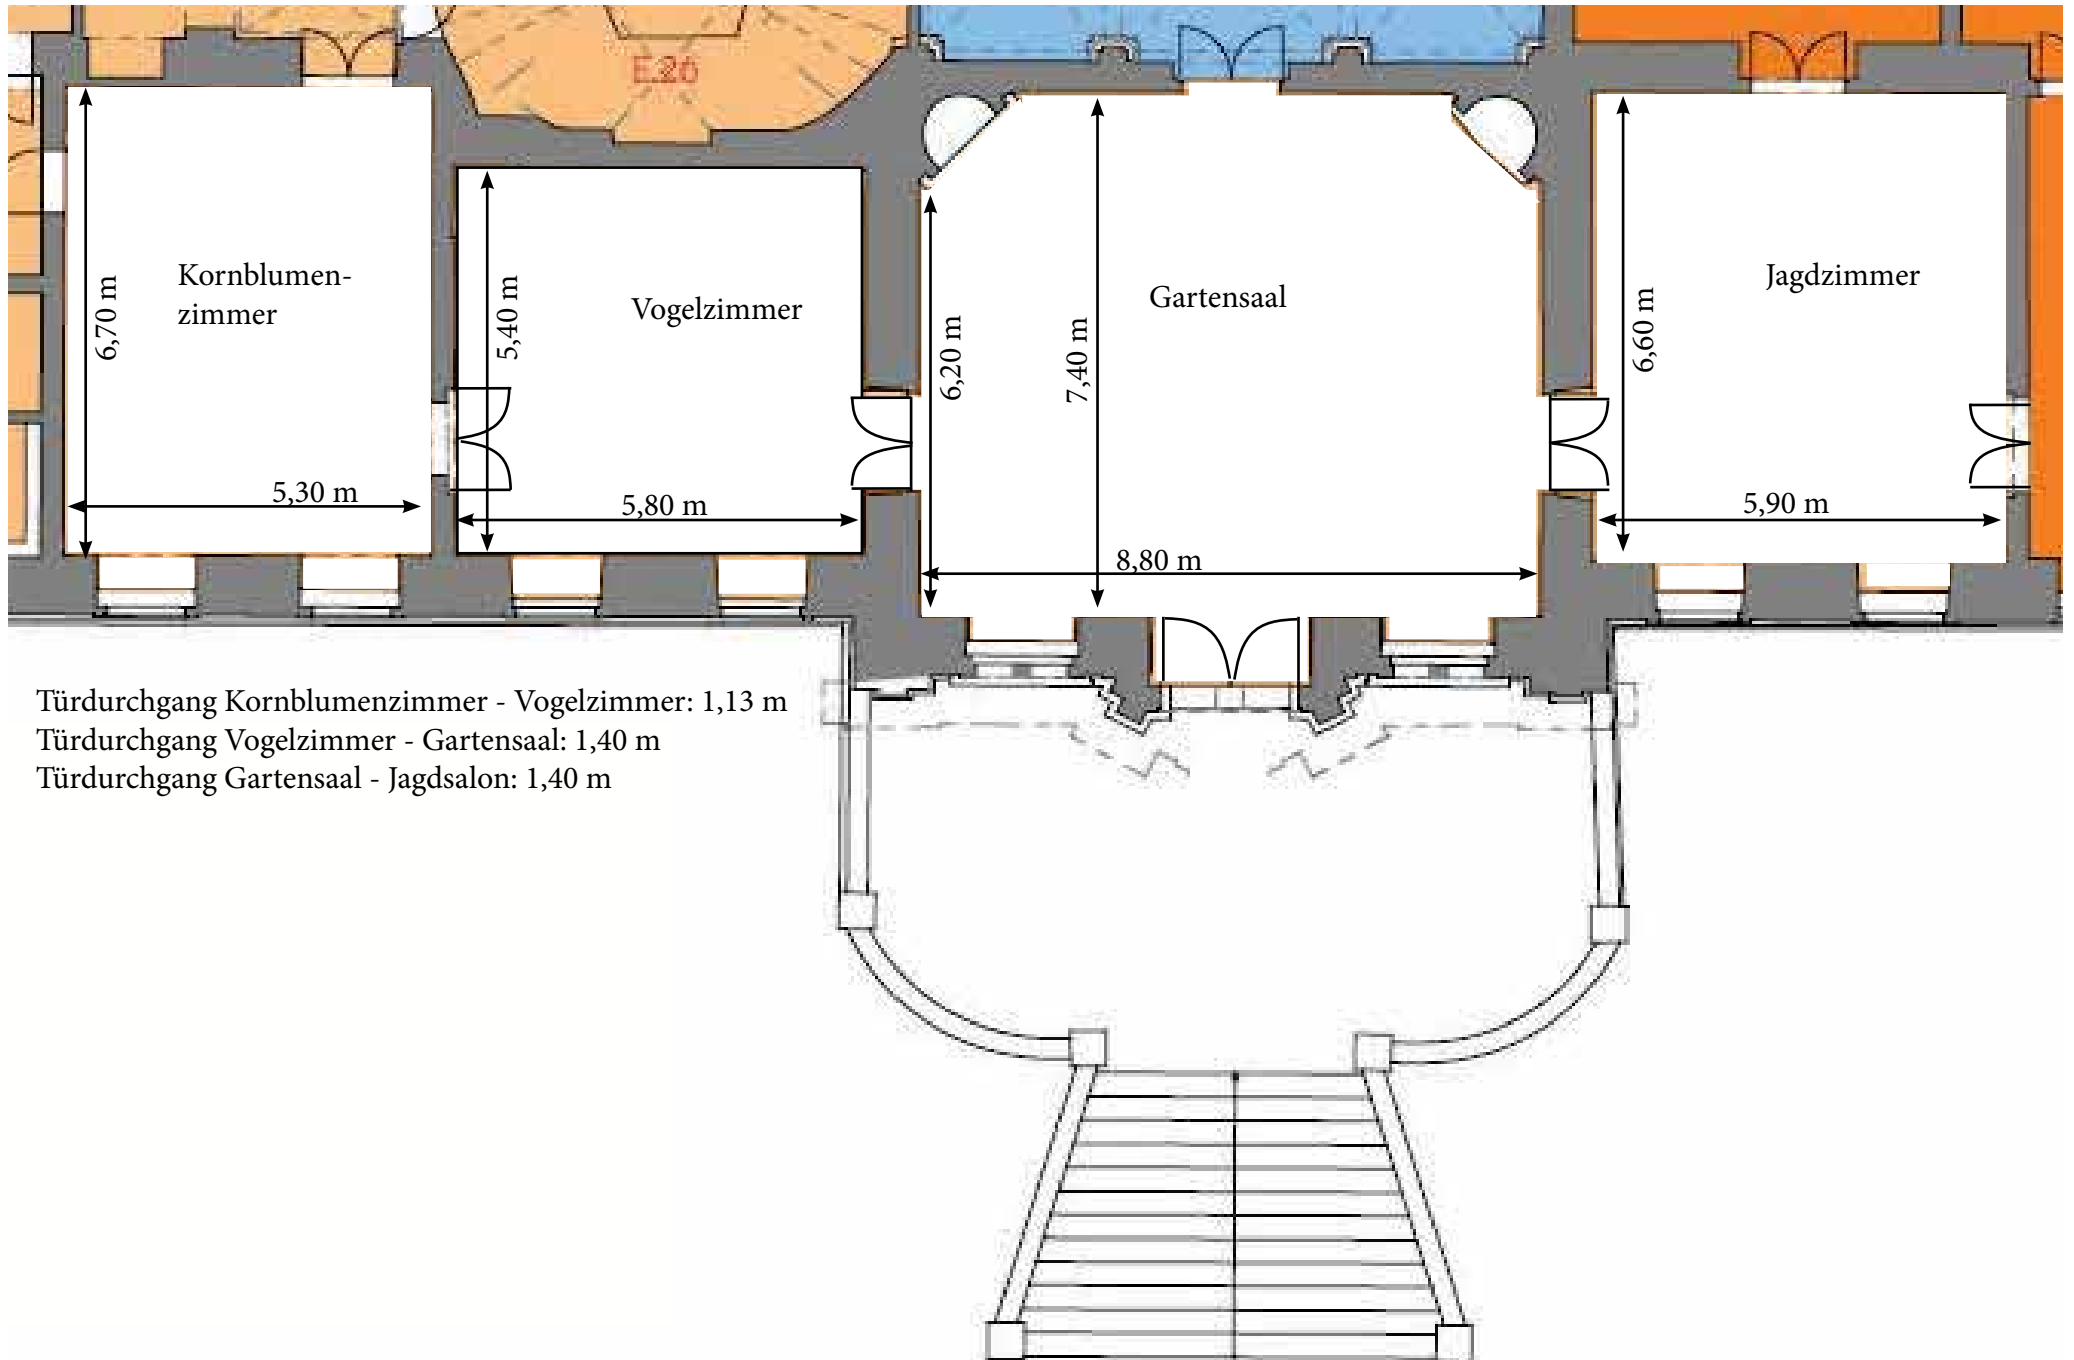 E.26
Kornblumen-
zimmer
6,70 m
5,30 m
Vogelzimmer
5,40 m
5,80 m
Gartensaal
6,20 m
7,40 m
8,80 m
Jagdzimmer
6,60 m
5,90 m
Türdurchgang Kornblumenzimmer - Vogelzimmer: 1,13 m
Türdurchgang Vogelzimmer - Gartensaal: 1,40 m
Türdurchgang Gartensaal - Jagdsalon: 1,40 m